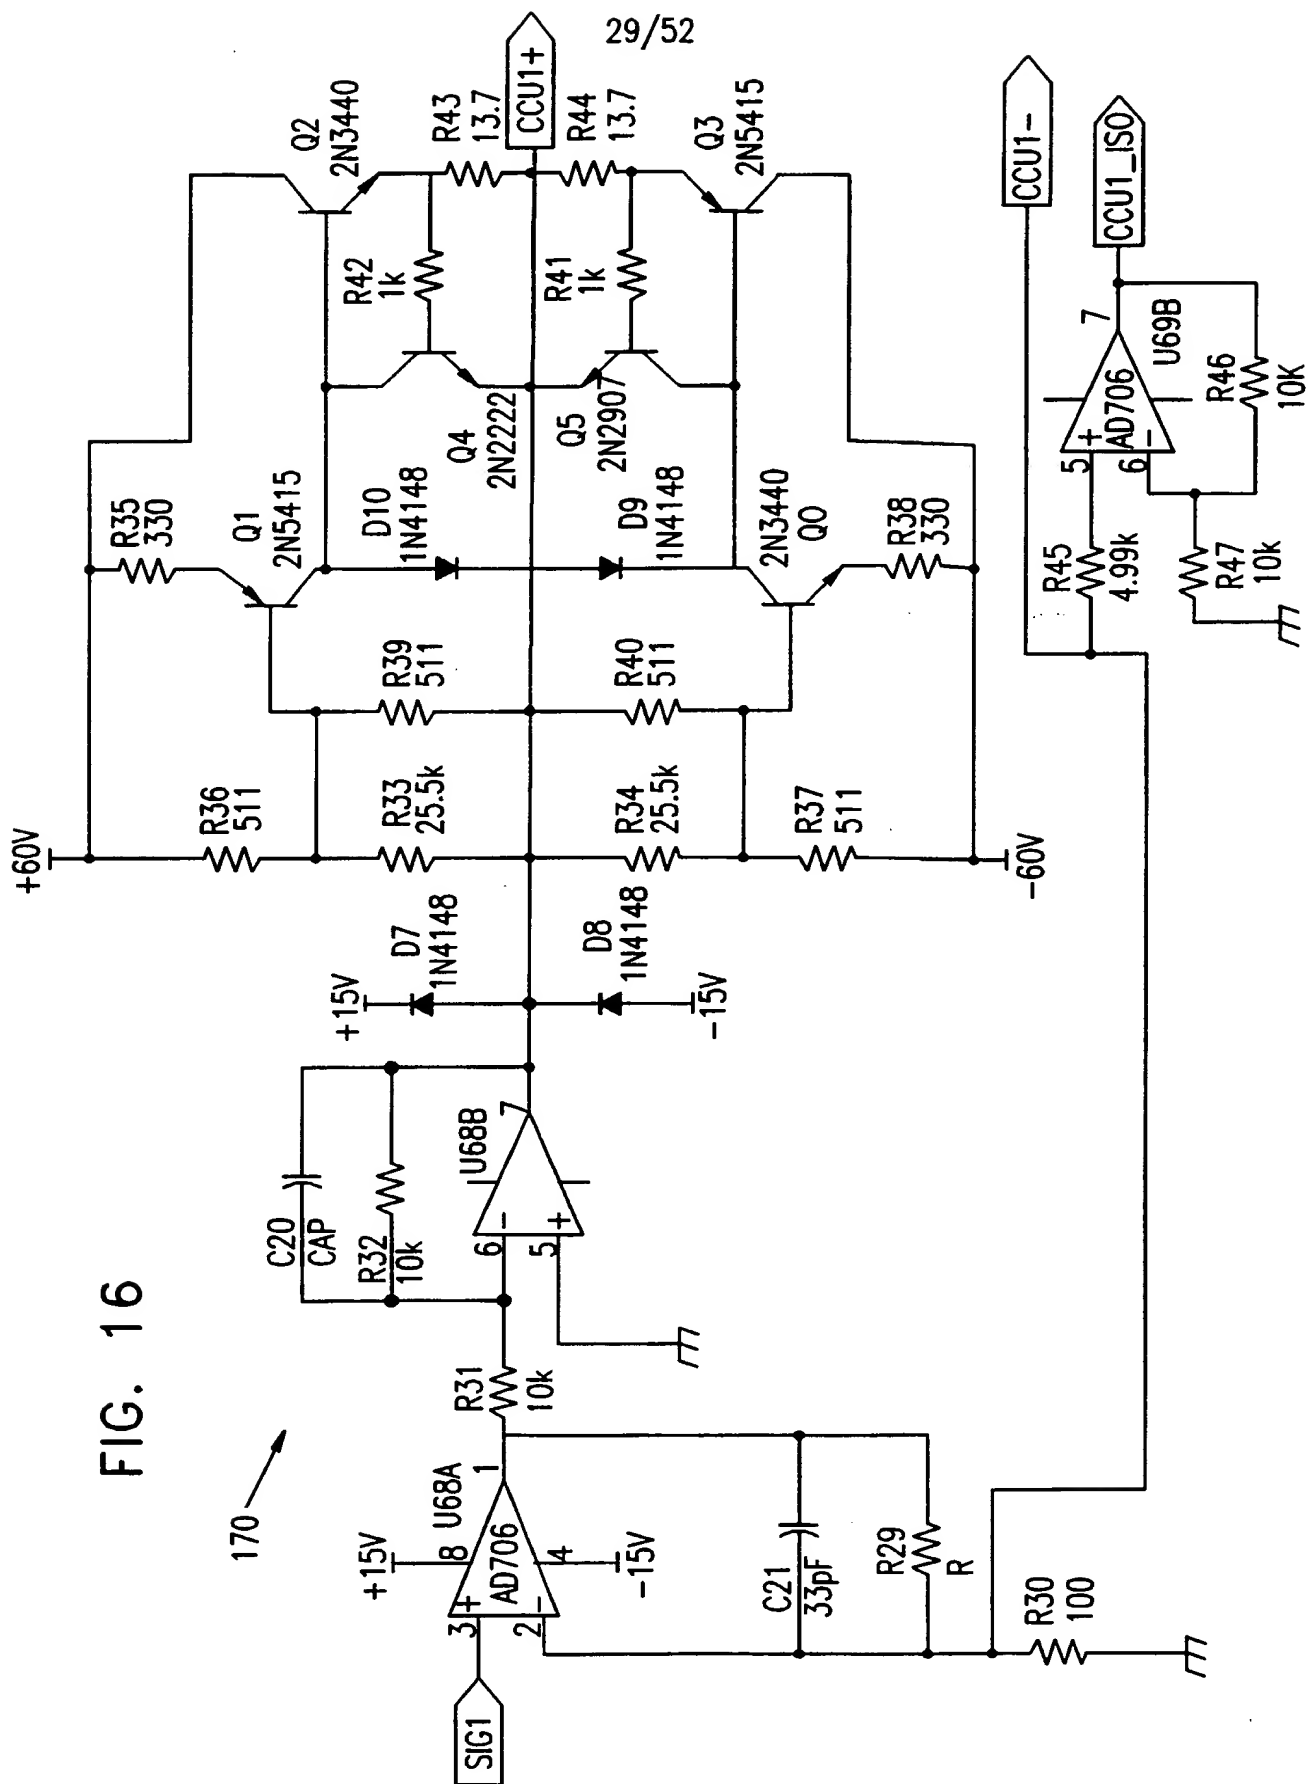 29/52
FIG. 16
170
SIG1
3
+
2
-
AD706
U68A
1
8
+15V
4
-15V
C21
33pF
R29
R
R30
100
R31
10k
C20
CAP
R32
10k
6
-
5
+
U68B
7
+15V
D7
1N4148
D8
1N4148
-15V
+60V
R36
511
R33
25.5k
R34
25.5k
R37
511
-60V
R39
511
R40
511
R35
330
Q1
2N5415
D10
1N4148
D9
1N4148
2N3440
Q0
R38
330
Q4
2N2222
Q5
2N2907
R42
1k
R41
1k
Q2
2N3440
R43
13.7
CCU1+
R44
13.7
Q3
2N5415
CCU1-
CCU1_ISO
R45
4.99k
5
+
6
-
AD706
7
U69B
R46
10K
R47
10k